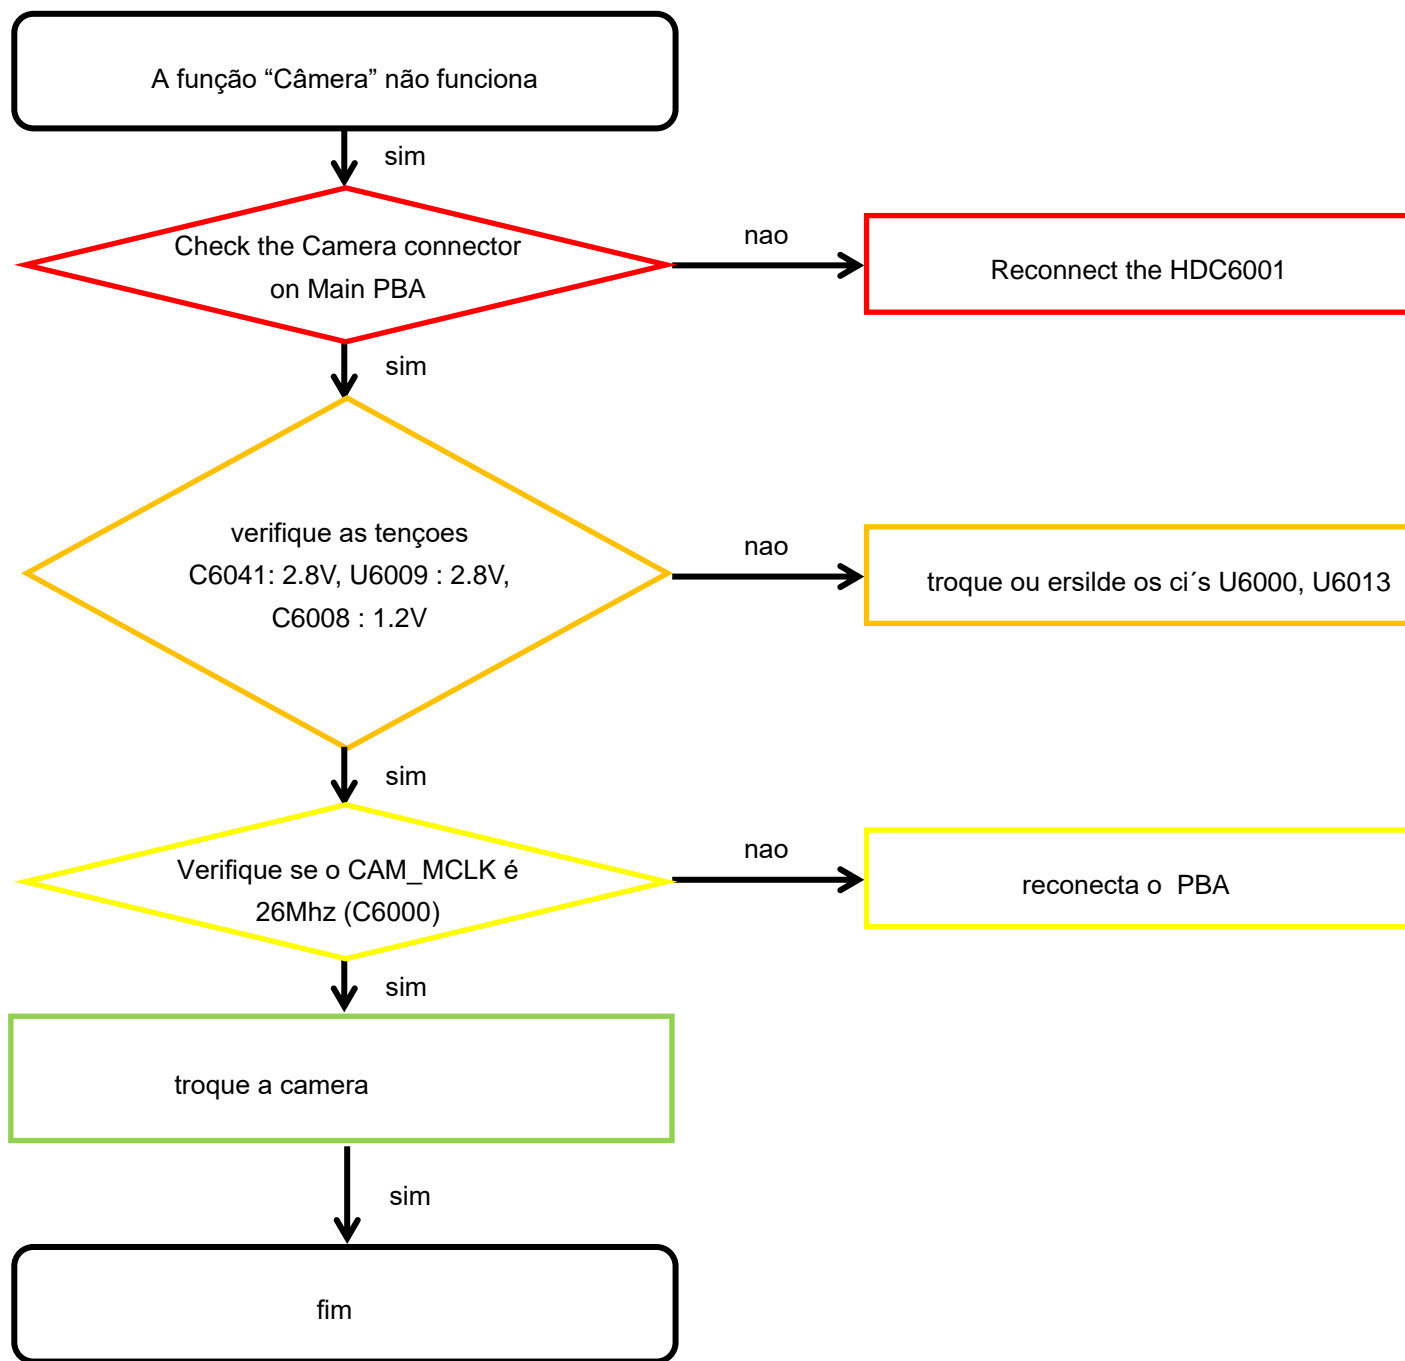 A função “Câmera” não funciona
sim
Check the Camera connector
on Main PBA
nao
Reconnect the HDC6001
sim
verifique as tençoes
C6041: 2.8V, U6009 : 2.8V,
C6008 : 1.2V
nao
troque ou ersilde os ci´s U6000, U6013
sim
Verifique se o CAM_MCLK é
26Mhz (C6000)
nao
reconecta o  PBA
sim
troque a camera
sim
fim